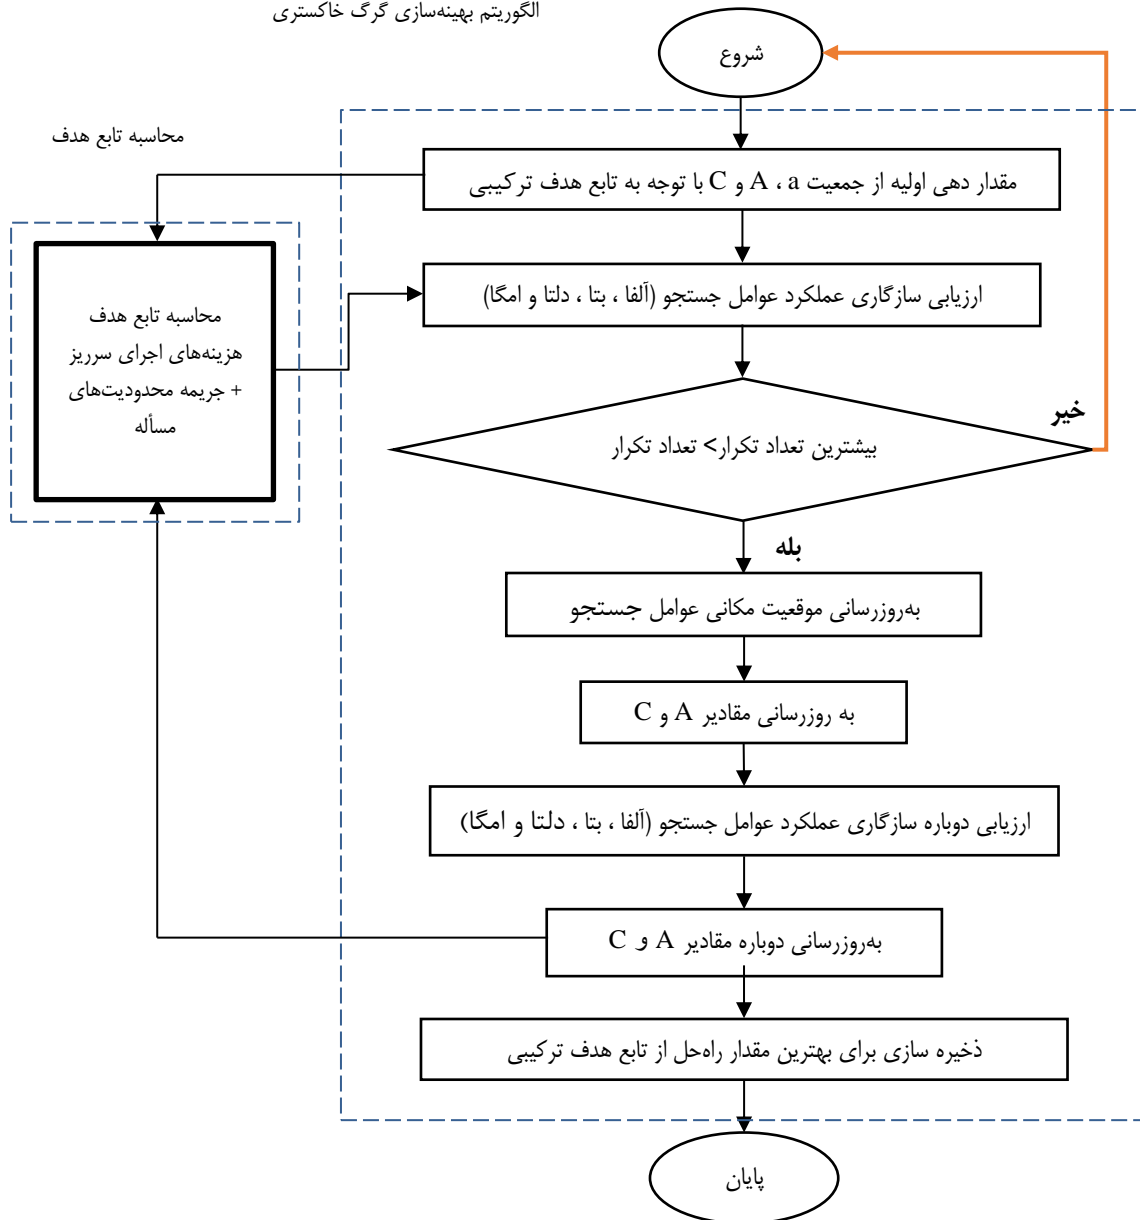 الگوریتم بهینه‌سازی گرگ خاکستری
شروع
محاسبه تابع هدف
مقدار دهی اولیه از جمعیت A ، a و C با توجه به تابع هدف ترکیبی
ارزیابی سازگاری عملکرد عوامل جستجو (آلفا ، بتا ، دلتا و امگا)
محاسبه تابع هدف
هزینه‌های اجرای سرریز
+ جریمه محدودیت‌های
مسأله
خیر
بیشترین تعداد تکرار> تعداد تکرار
بله
به‌روزرسانی موقعیت مکانی عوامل جستجو
به روزرسانی مقادیر A و C
ارزیابی دوباره سازگاری عملکرد عوامل جستجو (آلفا ، بتا ، دلتا و امگا)
به‌روزرسانی دوباره مقادیر A و C
ذخیره سازی برای بهترین مقدار راه‌حل از تابع هدف ترکیبی
پایان